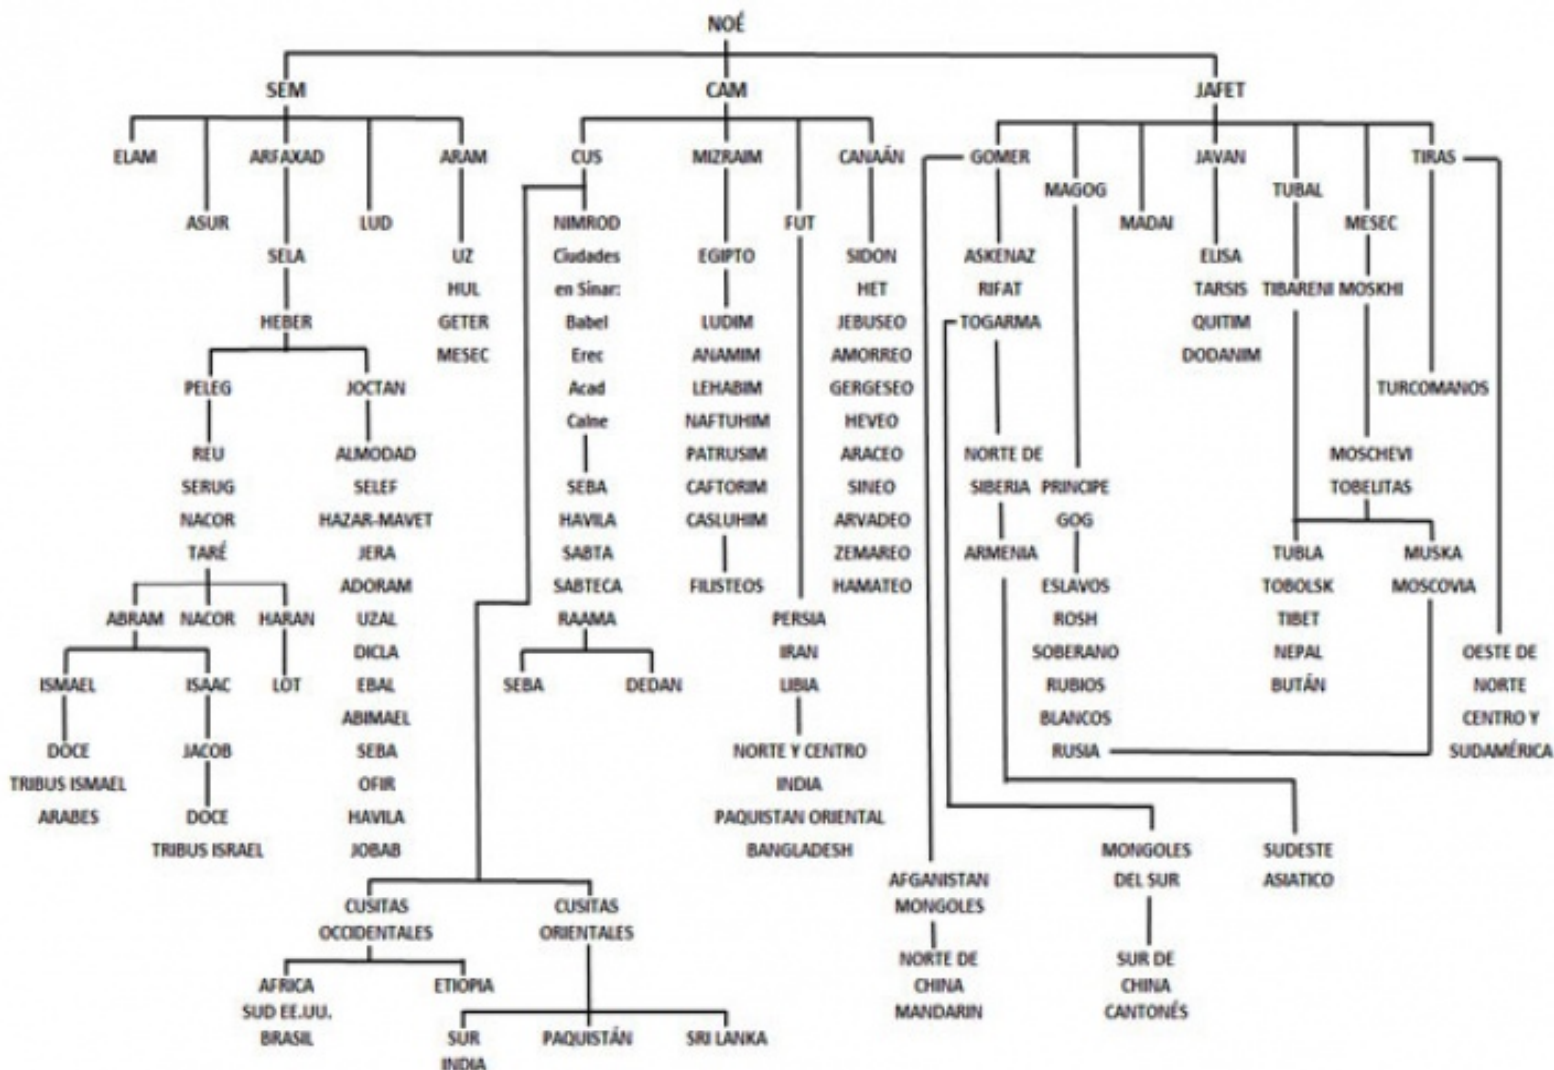 NOÉ
SEM CAM JAFET
ELAM ARFAXAD ARAM CUS MIZRAIM CANAÁN GOMER JAVAN TIRAS
MAGOG TUBAL
ASUR LUD NIMROD FUT MADAI MESEC
SELA UZ Ciudades EGIPTO SIDON ASKENAZ ELISA
HUL en Sinar: HET RIFAT TARSIS TIBARENI MOSKHI
HEBER GETER Babel LUDIM JEBUSEO TOGARMA QUITIM
MESEC Erec ANAMIM AMORREO DODANIM
PELEG JOCTAN Acad LEHABIM GERGESEO TURCOMANOS
Calne NAFTUHIM HEVEO
REU ALMODAD PATRUSIM ARACEO NORTE DE MOSCHEVI
SERUG SELEF SEBA CAFTORIM SINEO SIBERIA PRINCIPE TOBELITAS
NACOR HAZAR-MAVET HAVILA CASLUHIM ARVADEO GOG
TARÉ JERA SABTA ZEMAREO ARMENIA TUBLA MUSKA
ADORAM SABTECA FILISTEOS HAMATEO ESLAVOS TOBOLSK MOSCOVIA
ABRAM NACOR HARAN UZAL RAAMA PERSIA ROSH TIBET
DICLA IRAN SOBERANO NEPAL OESTE DE
ISMAEL ISAAC LOT EBAL SEBA DEDAN LIBIA RUBIOS BUTÁN NORTE
ABIMAEL BLANCOS CENTRO Y
DOCE JACOB SEBA NORTE Y CENTRO RUSIA SUDAMÉRICA
TRIBUS ISMAEL OFIR INDIA
ARABES DOCE HAVILA PAQUISTAN ORIENTAL
TRIBUS ISRAEL JOBAB BANGLADESH MONGOLES SUDESTE
AFGANISTAN DEL SUR ASIATICO
CUSITAS CUSITAS MONGOLES
OCCIDENTALES ORIENTALES
NORTE DE SUR DE
AFRICA ETIOPIA CHINA CHINA
SUD EE.UU. MANDARIN CANTONÉS
BRASIL SUR PAQUISTÁN SRI LANKA
INDIA